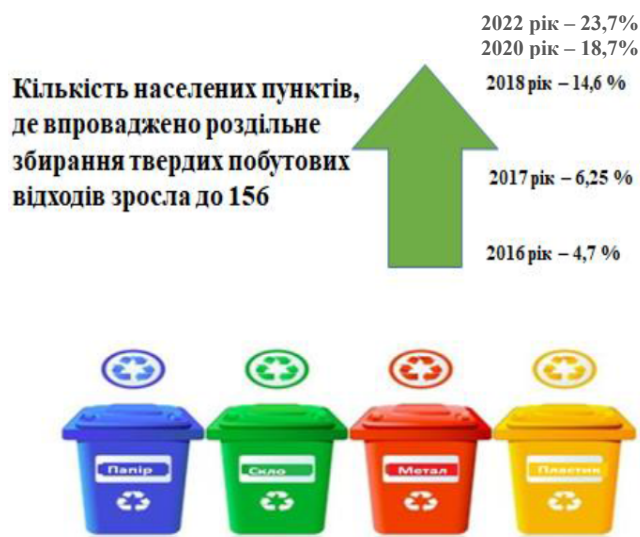 2022 рік – 23,7%
2020 рік – 18,7%
2018 рік – 14,6 %
Кількість населених пунктів,
де впроваджено роздільне
збирання твердих побутових
відходів зросла до 156
2017 рік – 6,25 %
2016 рік – 4,7 %
Папір
Скло
Метал
Пластик